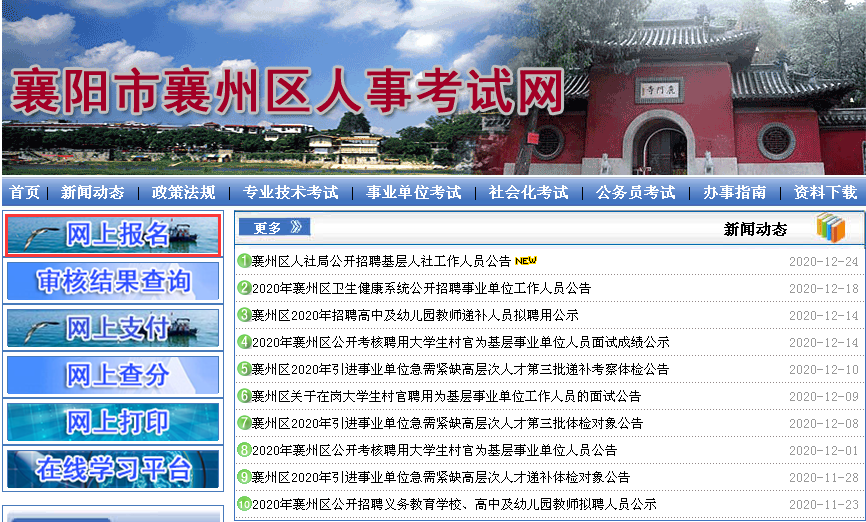 襄阳市襄州区人事考试网
鹿门寺
首页 | 新闻动态 | 政策法规 | 专业技术考试 | 事业单位考试 | 社会化考试 | 公务员考试 | 办事指南 | 资料下载
网上报名
审核结果查询
网上支付
网上查分
网上打印
在线学习平台
更多 新闻动态
1 襄州区人社局公开招聘基层人社工作人员公告 NEW 2020-12-24
2 2020年襄州区卫生健康系统公开招聘事业单位工作人员公告 2020-12-18
3 襄州区2020年招聘高中及幼儿园教师递补人员拟聘用公示 2020-12-14
4 2020年襄州区公开考核聘用大学生村官为基层事业单位人员面试成绩公示 2020-12-14
5 襄州区2020年引进事业单位急需紧缺高层次人才第三批递补考察体检公告 2020-12-10
6 襄州区关于在岗大学生村官聘用为基层事业单位工作人员的面试公告 2020-12-09
7 襄州区2020年引进事业单位急需紧缺高层次人才第三批体检对象公告 2020-12-08
8 2020年襄州区公开考核聘用大学生村官为基层事业单位人员公告 2020-12-01
9 襄州区2020年引进事业单位急需紧缺高层次人才递补体检对象公告 2020-11-28
10 2020年襄州区公开招聘义务教育学校、高中及幼儿园教师拟聘人员公示 2020-11-23